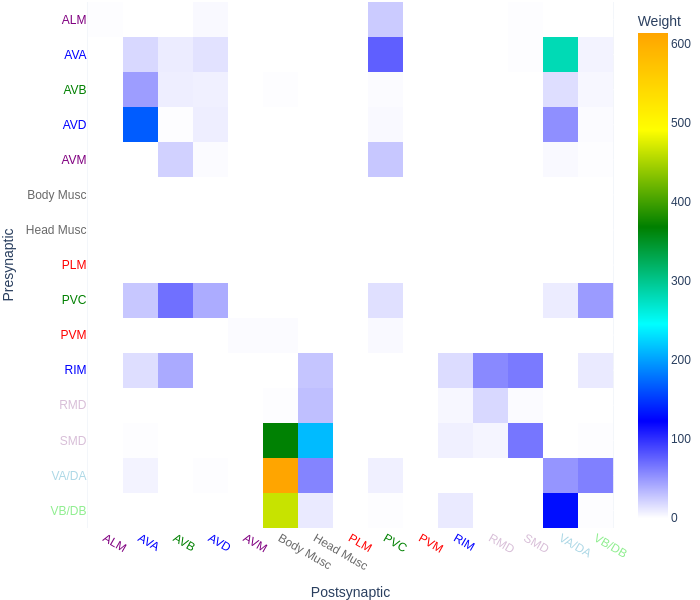 Weight
ALM
AVA
AVB
AVD
AVM
Body Musc
Head Musc
PLM
PVC
PVM
RIM
RMD
SMD
VA/DA
VB/DB
Presynaptic
600
500
400
300
200
100
0
ALM
AVA
AVB
AVD
AVM
Body Musc
Head Musc
PLM
PVC
PVM
RIM
RMD
SMD
VA/DA
VB/DB
Postsynaptic